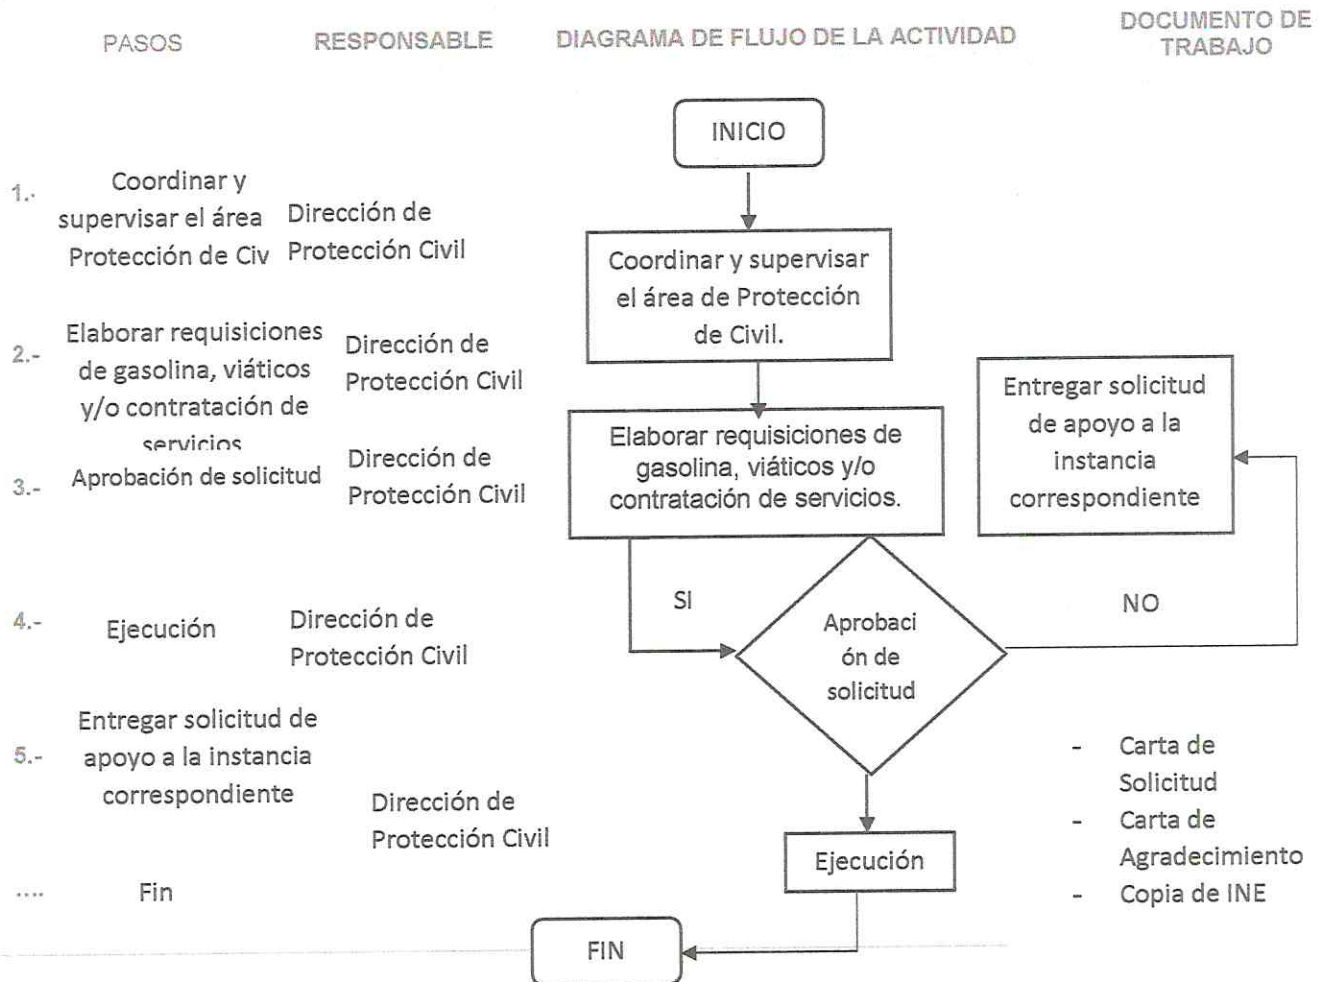 PASOS
RESPONSABLE
DIAGRAMA DE FLUJO DE LA ACTIVIDAD
DOCUMENTO DE
TRABAJO
1.-
Coordinar y
supervisar el área
Protección de Civ
Dirección de
Protección Civil
2.-
Elaborar requisiciones
de gasolina, viáticos
y/o contratación de
servicios
Dirección de
Protección Civil
3.-
Aprobación de solicitud
Dirección de
Protección Civil
4.-
Ejecución
Dirección de
Protección Civil
5.-
Entregar solicitud de
apoyo a la instancia
correspondiente
Dirección de
Protección Civil
....
Fin
INICIO
Coordinar y supervisar
el área de Protección
de Civil.
Elaborar requisiciones de
gasolina, viáticos y/o
contratación de servicios.
SI
Aprobaci
ón de
solicitud
NO
Entregar solicitud
de apoyo a la
instancia
correspondiente
Ejecución
FIN
- Carta de
Solicitud
- Carta de
Agradecimiento
- Copia de INE